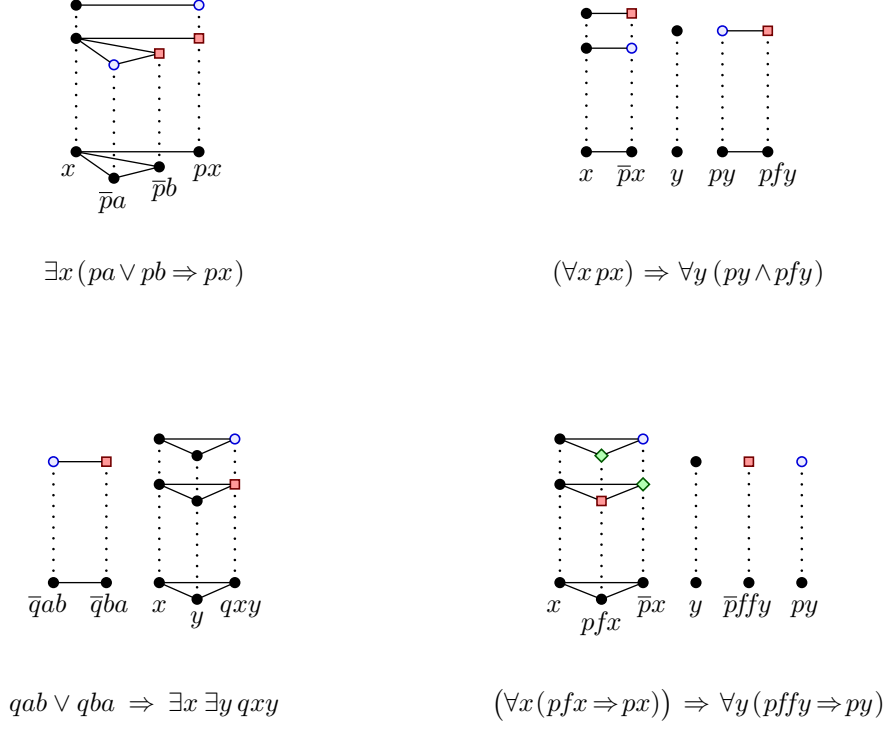 x p̅a p̅b px
x p̅x y py pfy
∃x(pa ∨ pb ⇒ px)
(∀x px) ⇒ ∀y (py ∧ pfy)
q̅ab q̅ba x y qxy
x pfx p̅x y p̅ffy py
qab ∨ qba ⇒ ∃x ∃y qxy
(∀x(pfx ⇒ px)) ⇒ ∀y(pffy ⇒ py)